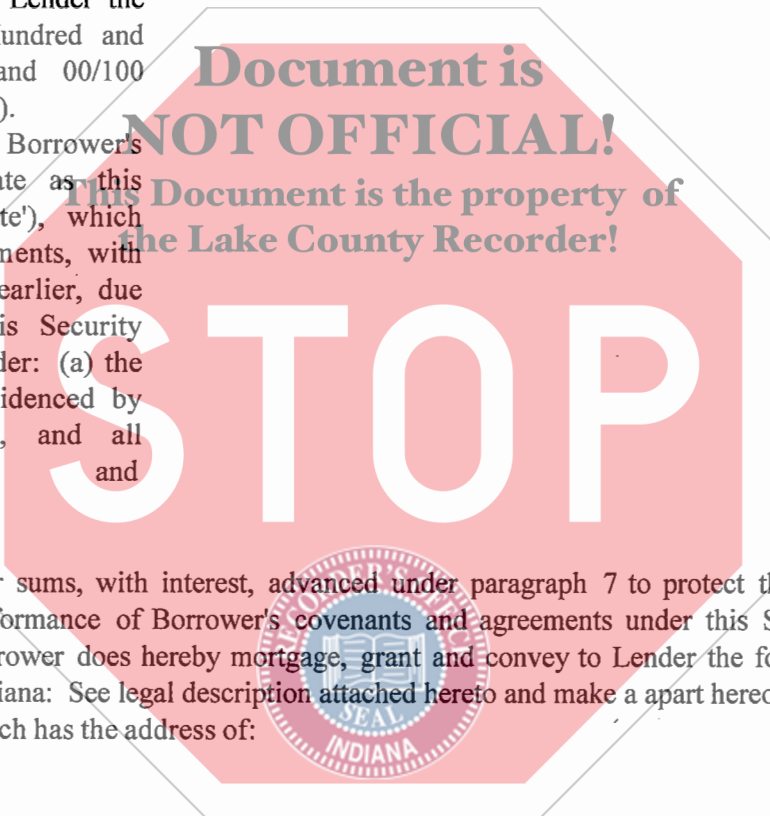 Lender the
undred and
and 00/100
).
Borrower's
ate as this
te'), which
ments, with
earlier, due
is Security
der: (a) the
idenced by
, and all
and
Document is
NOT OFFICIAL!
This Document is the property of
the Lake County Recorder!
STOP
r sums, with interest, advanced under paragraph 7 to protect th
formance of Borrower's covenants and agreements under this S
rower does hereby mortgage, grant and convey to Lender the fo
iana: See legal description attached hereto and make a apart hereo
ch has the address of:
RECORDER'S OFFICE
SEAL
INDIANA